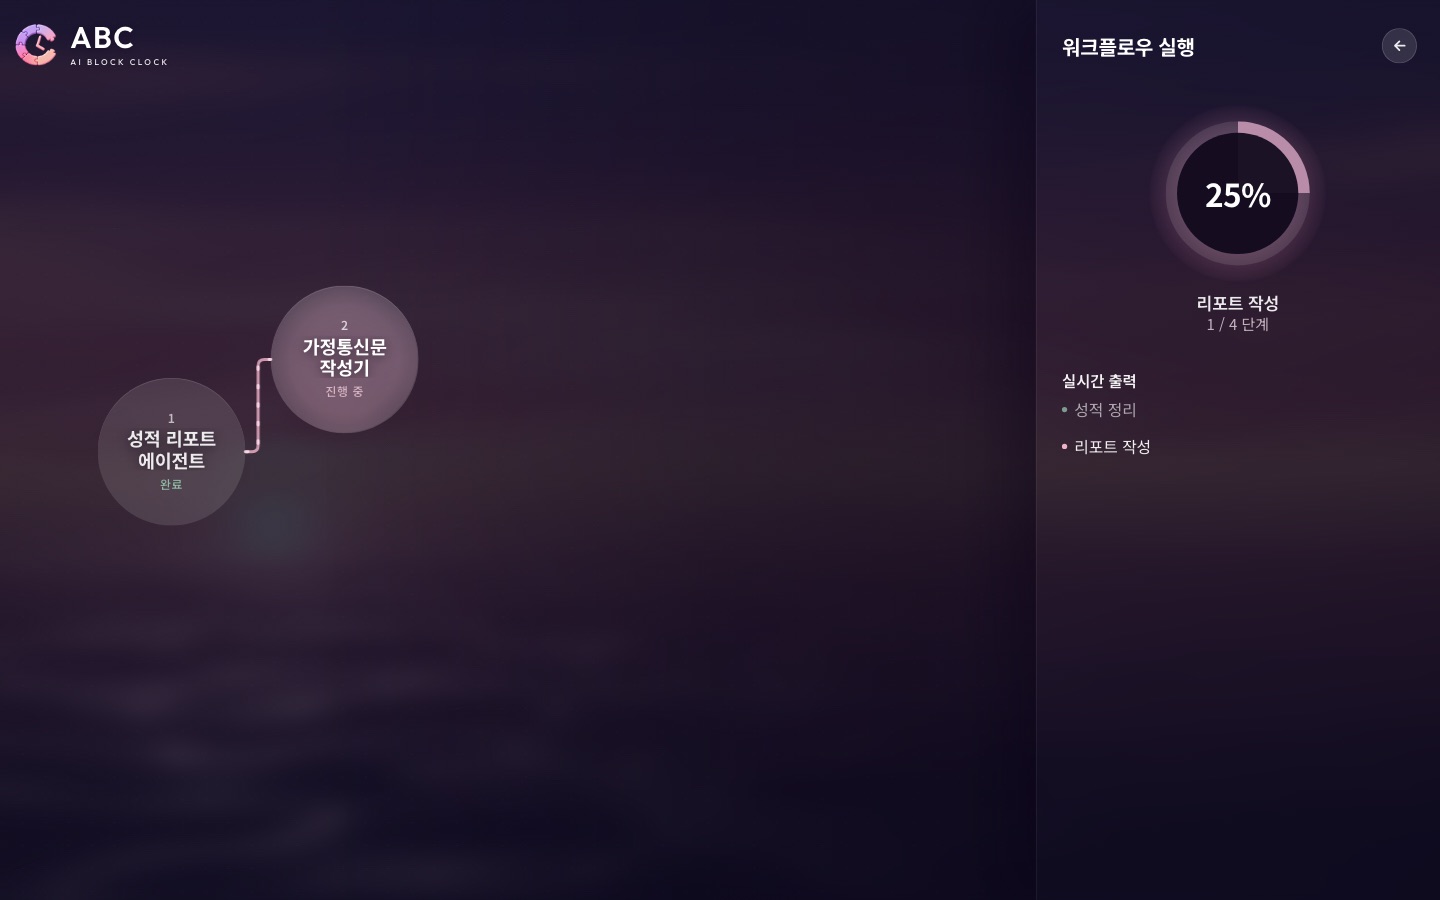 ABC
AI BLOCK CLOCK
워크플로우 실행
25%
리포트 작성
1 / 4 단계
실시간 출력
성적 정리
리포트 작성
2
가정통신문
작성기
진행 중
1
성적 리포트
에이전트
완료